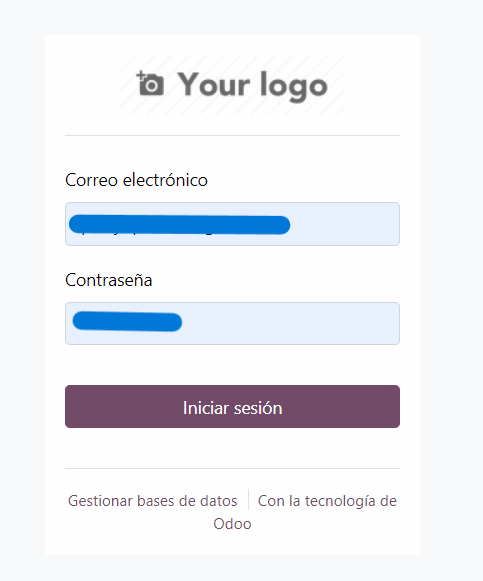 Your logo
Correo electrónico
Contraseña
Iniciar sesión
Gestionar bases de datos
Con la tecnología de
Odoo